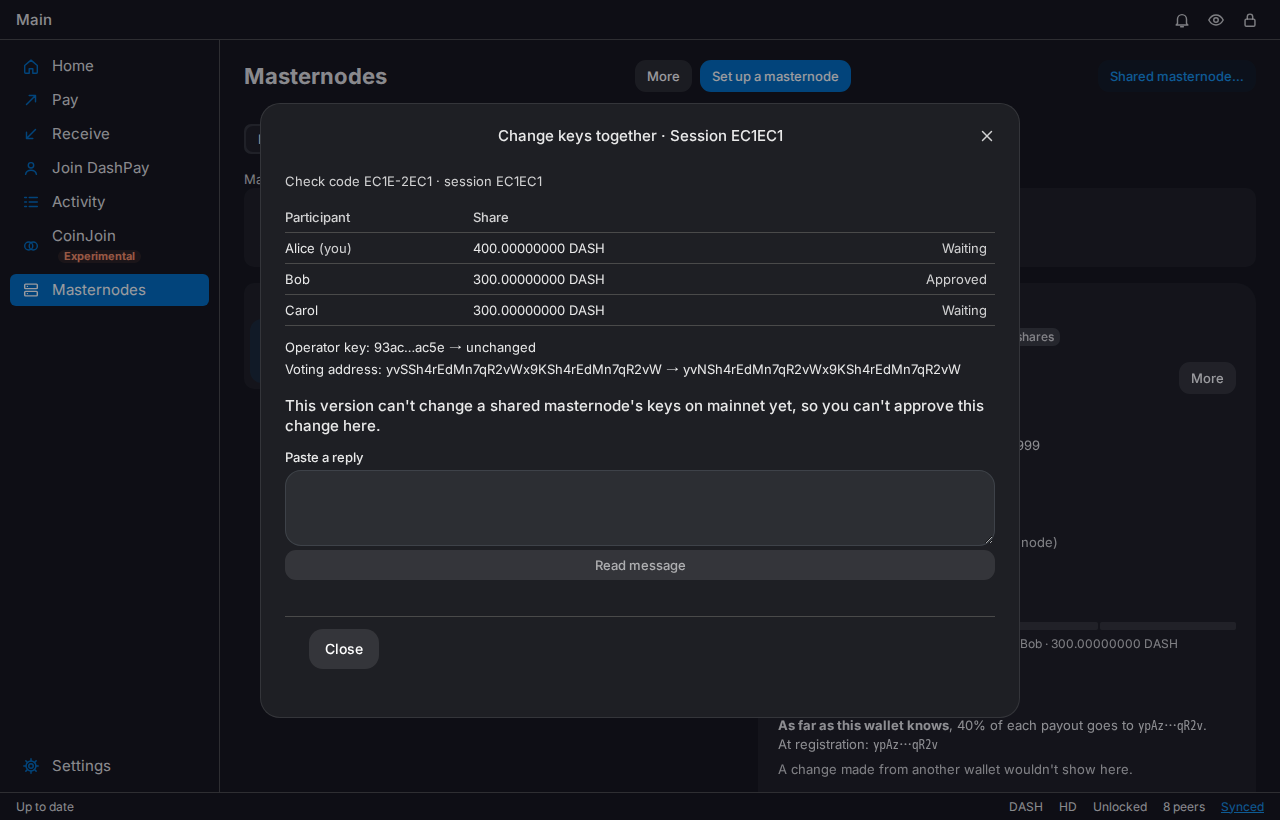 Main
Home
Pay
Receive
Join DashPay
Activity
CoinJoin
Experimental
Masternodes
Settings
Masternodes
More
Set up a masternode
Shared masternode...
Change keys together · Session EC1EC1
Check code EC1E-2EC1 · session EC1EC1
Participant Share
Alice (you) 400.00000000 DASH Waiting
Bob 300.00000000 DASH Approved
Carol 300.00000000 DASH Waiting
Operator key: 93ac...ac5e → unchanged
Voting address: yvSSh4rEdMn7qR2vWx9KSh4rEdMn7qR2vW → yvNSh4rEdMn7qR2vWx9KSh4rEdMn7qR2vW
This version can't change a shared masternode's keys on mainnet yet, so you can't approve this
change here.
Paste a reply
Read message
Close
shares
More
999
node)
Bob · 300.00000000 DASH
As far as this wallet knows, 40% of each payout goes to ypAz⋯qR2v.
At registration: ypAz⋯qR2v
A change made from another wallet wouldn't show here.
Up to date
DASH HD Unlocked 8 peers Synced